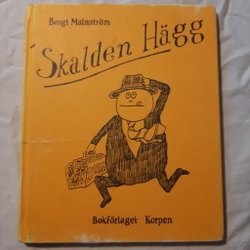 Bengt Malmström
Skalden Hägg
Bokförlaget Korpen